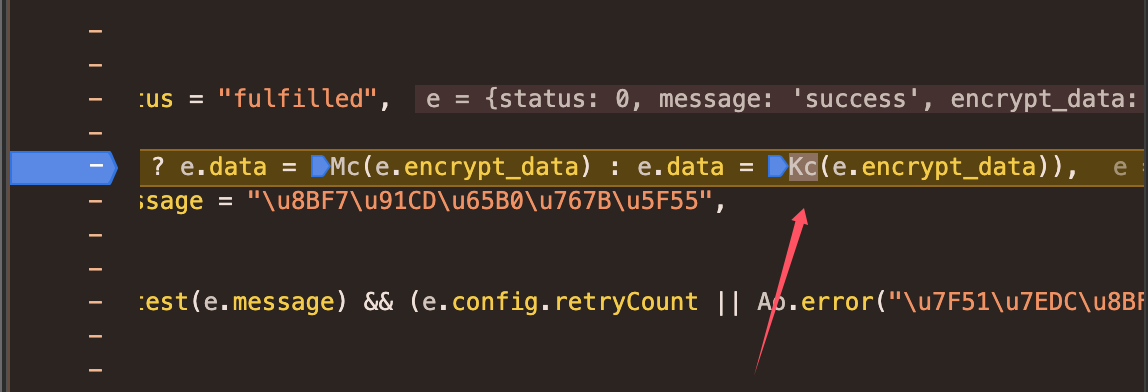 tus = "fulfilled", e = {status: 0, message: 'success', encrypt_data:
? e.data = Mc(e.encrypt_data) : e.data = Kc(e.encrypt_data)), e =
ssage = "\u8BF7\u91CD\u65B0\u767B\u5F55",
test(e.message) && (e.config.retryCount || Ao.error("\u7F51\u7EDC\u8BF